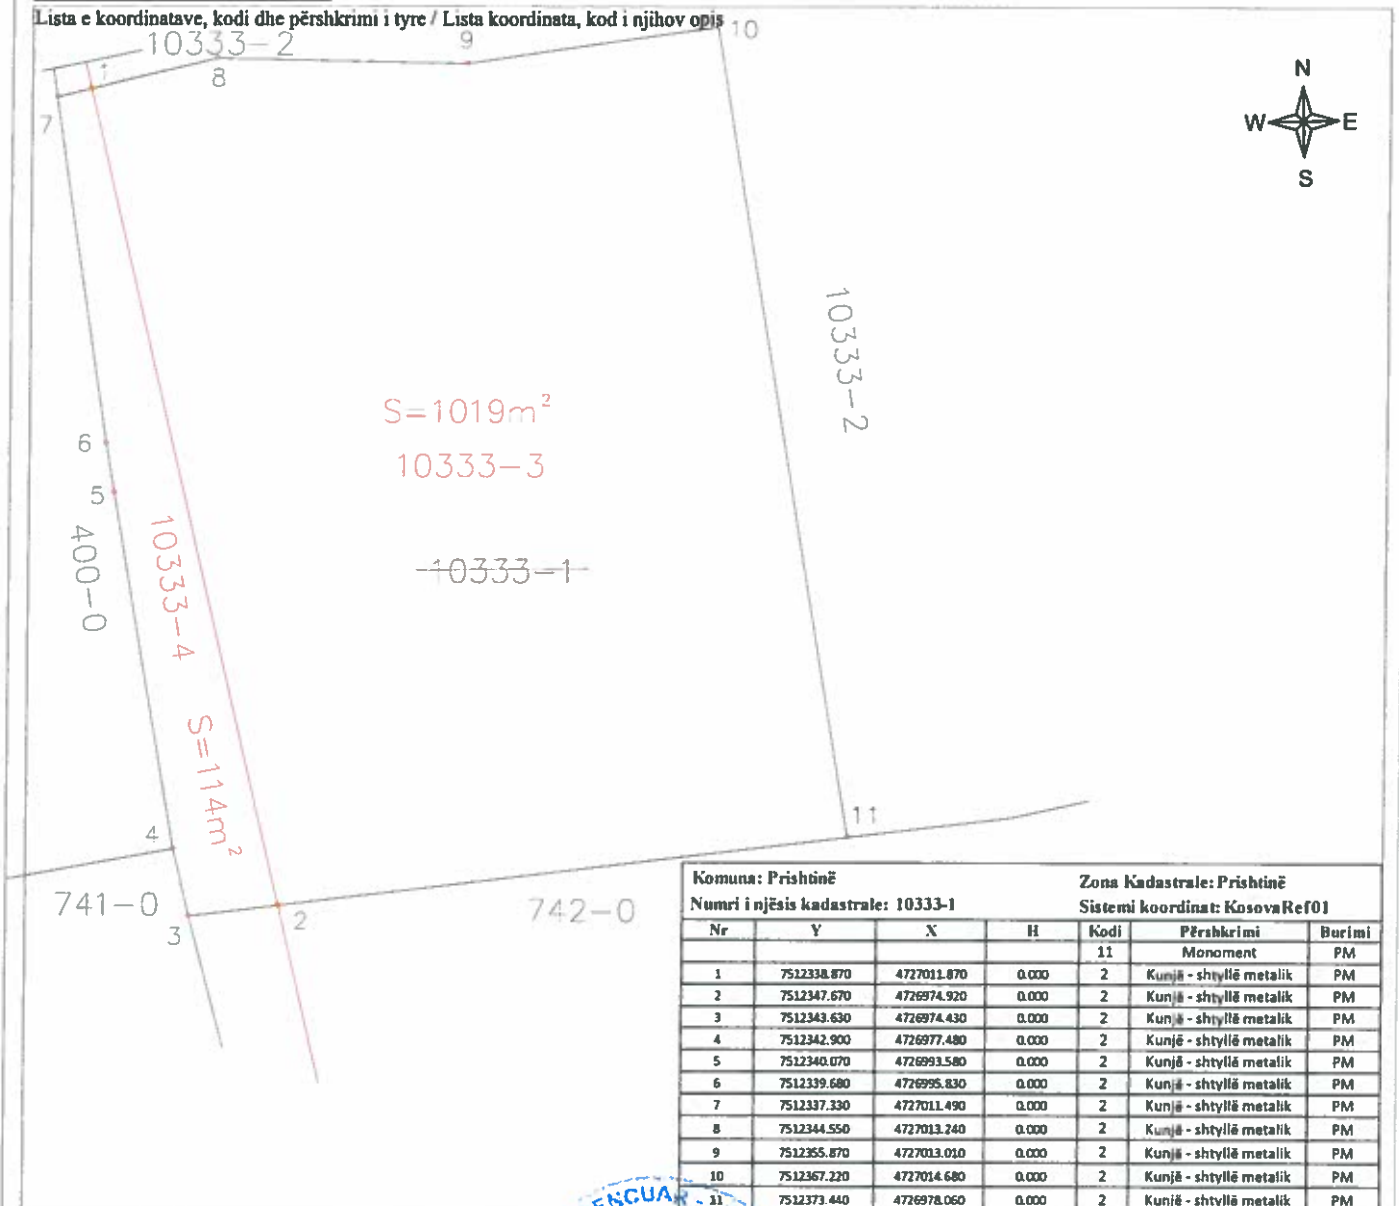 Lista e koordinatave, kodi dhe përshkrimi i tyre / Lista koordinata, kod i njihov opis
10333-2
9
10
1
8
7
N
W E
S
10333-2
S=1019m²
10333-3
6
5
400-0
10333-4
10333-1
S=114m²
4
11
741-0
3
2
742-0
Komuna: Prishtinë Zona Kadastrale: Prishtinë
Numri i njësis kadastrale: 10333-1 Sistemi koordinat: KosovaRef01
Nr Y X H Kodi Përshkrimi Burimi
11 Monoment PM
1 7512338.870 4727011.870 0.000 2 Kunjë - shtyllë metalik PM
2 7512347.670 4726974.920 0.000 2 Kunjë - shtyllë metalik PM
3 7512343.630 4726974.430 0.000 2 Kunjë - shtyllë metalik PM
4 7512342.900 4726977.480 0.000 2 Kunjë - shtyllë metalik PM
5 7512340.070 4726993.580 0.000 2 Kunjë - shtyllë metalik PM
6 7512339.680 4726995.830 0.000 2 Kunjë - shtyllë metalik PM
7 7512337.330 4727011.490 0.000 2 Kunjë - shtyllë metalik PM
8 7512344.550 4727013.240 0.000 2 Kunjë - shtyllë metalik PM
9 7512355.870 4727013.010 0.000 2 Kunjë - shtyllë metalik PM
10 7512367.220 4727014.680 0.000 2 Kunjë - shtyllë metalik PM
11 7512373.440 4726978.060 0.000 2 Kunjë - shtyllë metalik PM